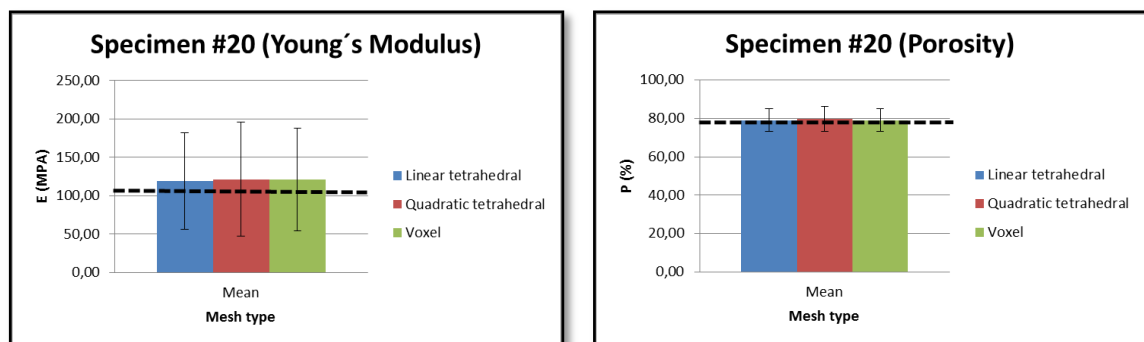 Specimen #20 (Young´s Modulus)
250,00
200,00
150,00
100,00
50,00
0,00
E (MPA)
Mean
Mesh type
Linear tetrahedral
Quadratic tetrahedral
Voxel
Specimen #20 (Porosity)
100,00
80,00
60,00
40,00
20,00
0,00
P (%)
Mean
Mesh type
Linear tetrahedral
Quadratic tetrahedral
Voxel